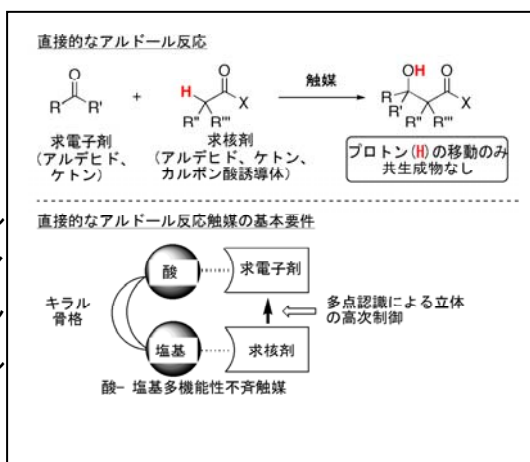 直接的なアルドール反応
O
R
R'
+
H
O
X
R"
R'''
触媒
OH
O
R
R'
X
R"
R'''
求電子剤
(アルデヒド、
ケトン)
求核剤
(アルデヒド、ケトン、
カルボン酸誘導体)
プロトン(H)の移動のみ
共生成物なし
直接的なアルドール反応触媒の基本要件
キラル
骨格
酸
求電子剤
塩基
求核剤
多点認識による立体
の高次制御
酸− 塩基多機能性不斉触媒